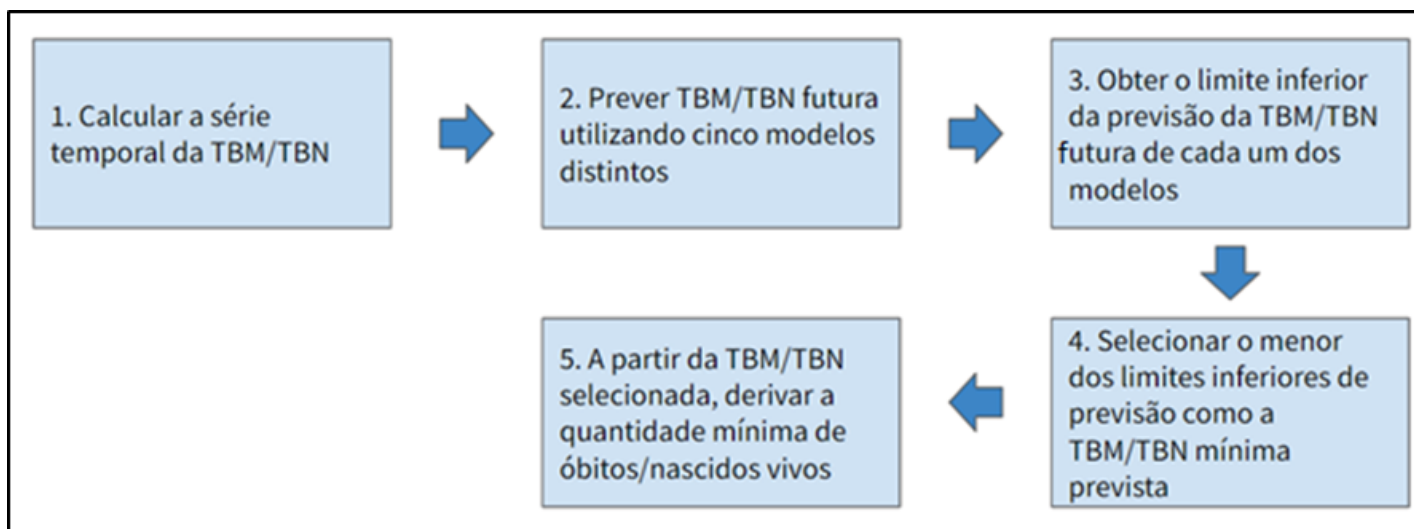 1. Calcular a série
temporal da TBM/TBN
2. Prever TBM/TBN futura
utilizando cinco modelos
distintos
3. Obter o limite inferior
da previsão da TBM/TBN
futura de cada um dos
modelos
4. Selecionar o menor
dos limites inferiores de
previsão como a
TBM/TBN mínima
prevista
5. A partir da TBM/TBN
selecionada, derivar a
quantidade mínima de
óbitos/nascidos vivos